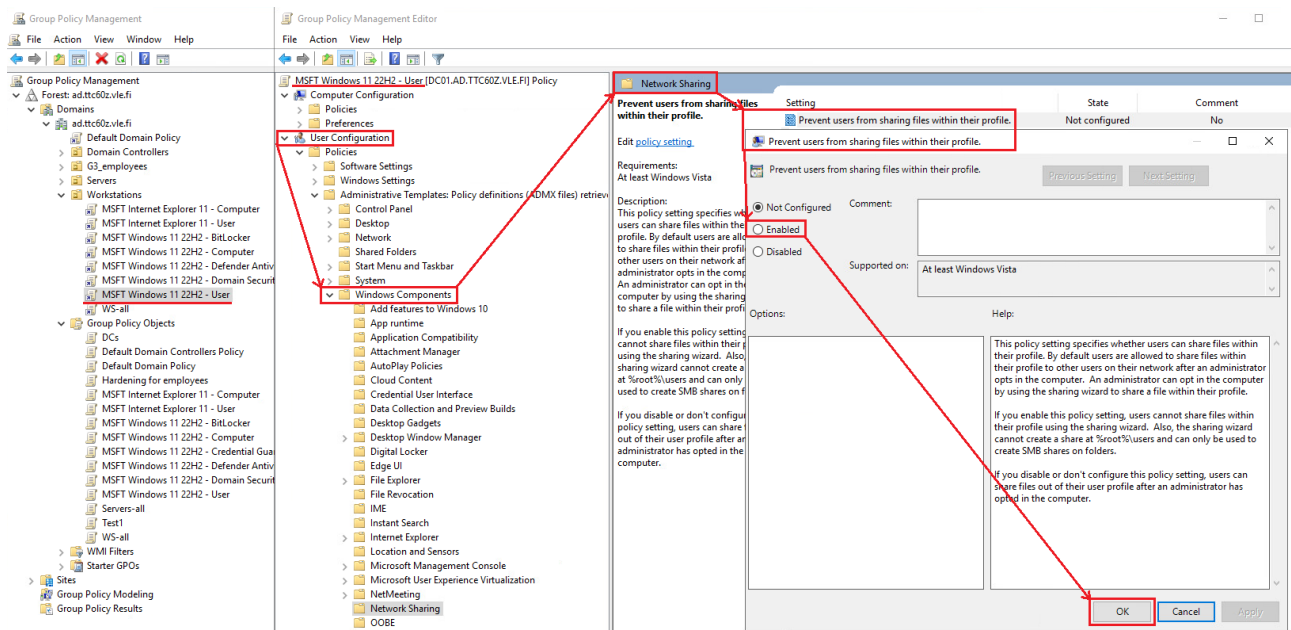 Group Policy Management
File Action View Window Help
Group Policy Management
Forest: ad.ttc60z.vle.fi
Domains
ad.ttc60z.vle.fi
Default Domain Policy
Domain Controllers
G3_employees
Servers
Workstations
MSFT Internet Explorer 11 - Computer
MSFT Internet Explorer 11 - User
MSFT Windows 11 22H2 - BitLocker
MSFT Windows 11 22H2 - Computer
MSFT Windows 11 22H2 - Defender Antiv
MSFT Windows 11 22H2 - Domain Securit
MSFT Windows 11 22H2 - User
WS-all
Group Policy Objects
DCs
Default Domain Controllers Policy
Default Domain Policy
Hardening for employees
MSFT Internet Explorer 11 - Computer
MSFT Internet Explorer 11 - User
MSFT Windows 11 22H2 - BitLocker
MSFT Windows 11 22H2 - Computer
MSFT Windows 11 22H2 - Credential Gua
MSFT Windows 11 22H2 - Defender Antiv
MSFT Windows 11 22H2 - Domain Securit
MSFT Windows 11 22H2 - User
Servers-all
Test1
WS-all
WMI Filters
Starter GPOs
Sites
Group Policy Modeling
Group Policy Results
Group Policy Management Editor
File Action View Help
MSFT Windows 11 22H2 - User [DC01.AD.TTC60Z.VLE.FI] Policy
Computer Configuration
Policies
Preferences
User Configuration
Policies
Software Settings
Windows Settings
Administrative Templates: Policy definitions (ADMX files) retrieve
Control Panel
Desktop
Network
Shared Folders
Start Menu and Taskbar
System
Windows Components
Add features to Windows 10
App runtime
Application Compatibility
Attachment Manager
AutoPlay Policies
Cloud Content
Credential User Interface
Data Collection and Preview Builds
Desktop Gadgets
Desktop Window Manager
Digital Locker
Edge UI
File Explorer
File Revocation
IME
Instant Search
Internet Explorer
Location and Sensors
Microsoft Management Console
Microsoft User Experience Virtualization
NetMeeting
Network Sharing
OOBE
Network Sharing
Prevent users from sharing files
within their profile.
Edit policy setting
Requirements:
At least Windows Vista
Description:
This policy setting specifies wh
users can share files within the
profile. By default users are allo
to share files within their profil
other users on their network af
administrator opts in the comp
An administrator can opt in the
computer by using the sharing
to share a file within their profi
If you enable this policy setting
cannot share files within their p
using the sharing wizard. Also,
sharing wizard cannot create a
at %root%\users and can only
used to create SMB shares on f
If you disable or don't configur
policy setting, users can share f
out of their user profile after an
administrator has opted in the
computer.
Setting State Comment
Prevent users from sharing files within their profile. Not configured No
Prevent users from sharing files within their profile.
Prevent users from sharing files within their profile.
Previous Setting Next Setting
Not Configured
Enabled
Disabled
Comment:
Supported on: At least Windows Vista
Options:
Help:
This policy setting specifies whether users can share files within
their profile. By default users are allowed to share files within
their profile to other users on their network after an administrator
opts in the computer. An administrator can opt in the computer
by using the sharing wizard to share a file within their profile.
If you enable this policy setting, users cannot share files within
their profile using the sharing wizard. Also, the sharing wizard
cannot create a share at %root%\users and can only be used to
create SMB shares on folders.
If you disable or don't configure this policy setting, users can
share files out of their user profile after an administrator has
opted in the computer.
OK Cancel Apply